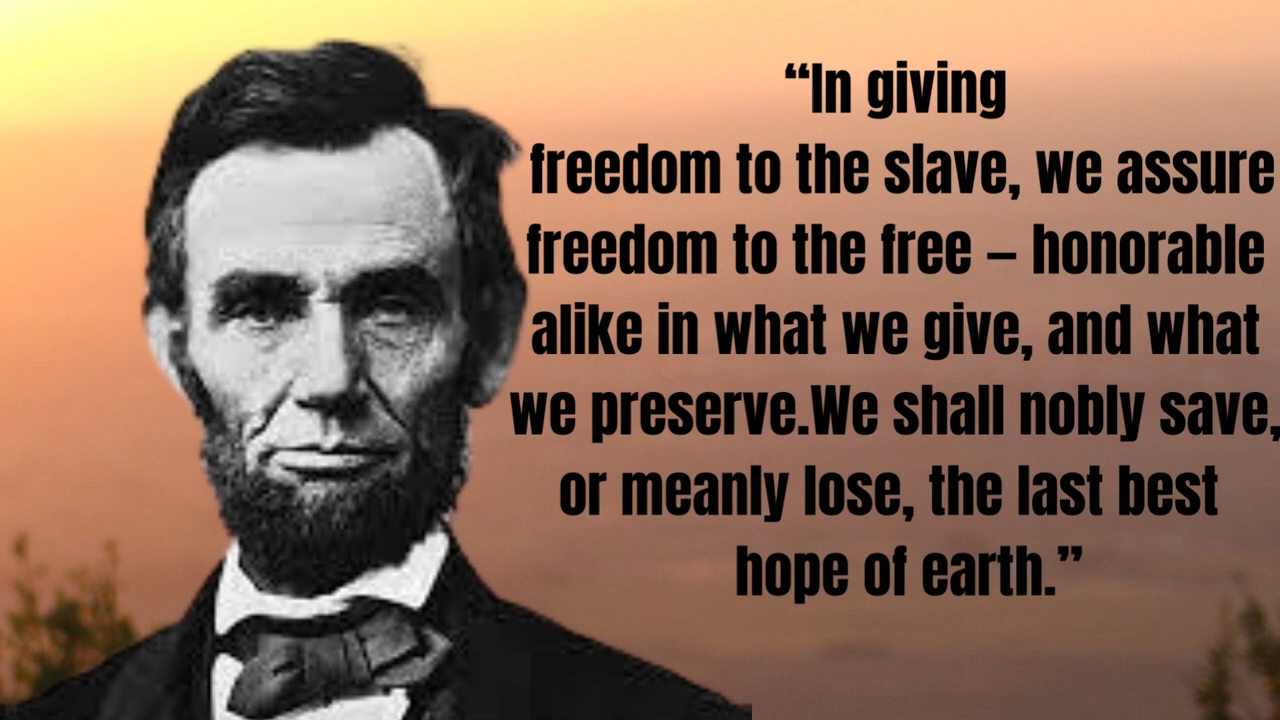 “In giving
freedom to the slave, we assure
freedom to the free – honorable
alike in what we give, and what
we preserve.We shall nobly save,
or meanly lose, the last best
hope of earth.”